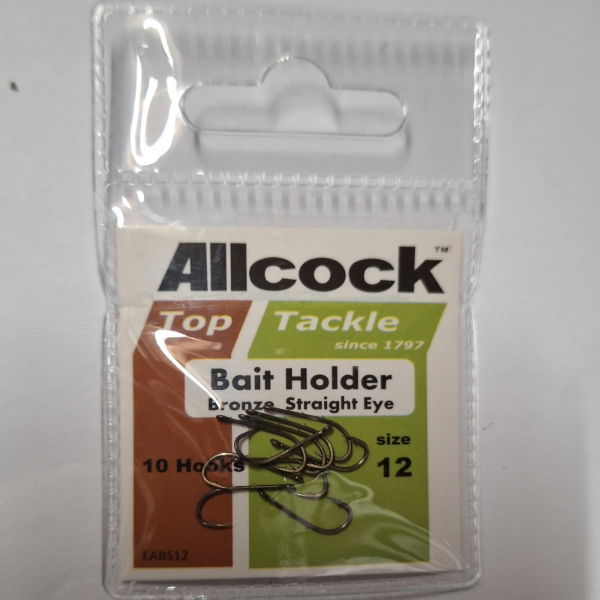 Allcock™
Top Tackle
since 1797
Bait Holder
Bronze Straight Eye
10 Hooks
size
12
EABS12